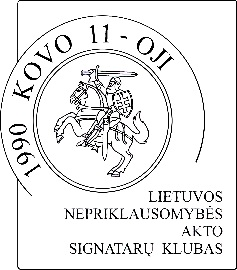 1990 KOVO 11-OJI
LIETUVOS
NEPRIKLAUSOMYBĖS
AKTO
SIGNATARŲ KLUBAS